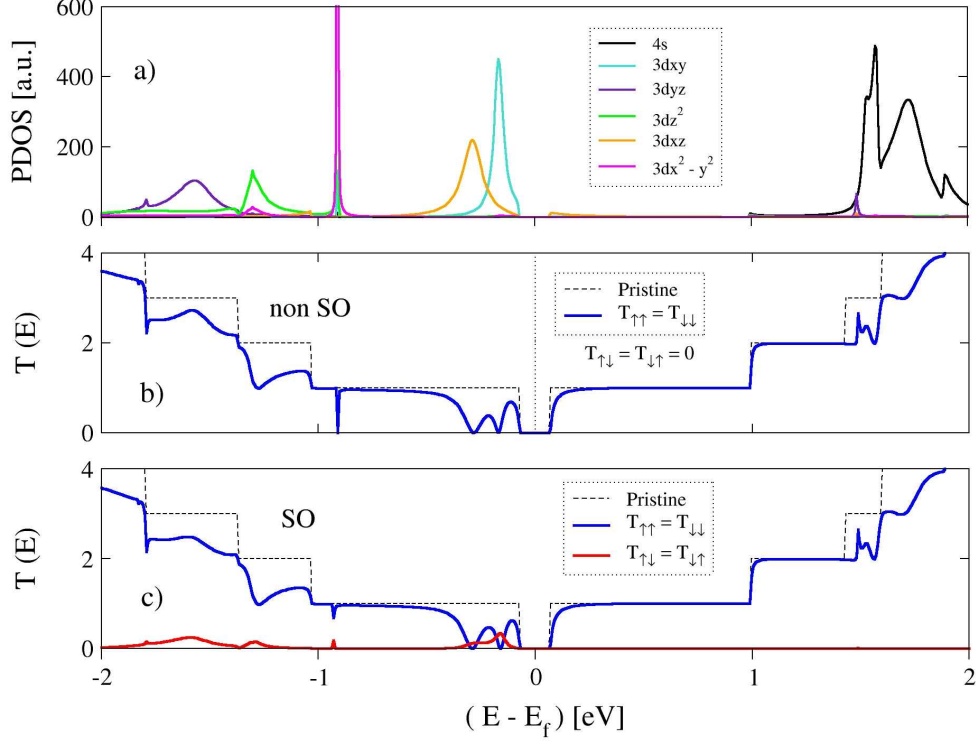 600
400
200
0
PDOS [a.u.]
a)
4s
3dxy
3dyz
3dz²
3dxz
3dx² - y²
4
2
0
T (E)
b)
non SO
Pristine
T↑↑ = T↓↓
T↑↓ = T↓↑ = 0
4
2
0
T (E)
c)
SO
Pristine
T↑↑ = T↓↓
T↑↓ = T↓↑
-2 -1 0 1 2
( E - E_f ) [eV]